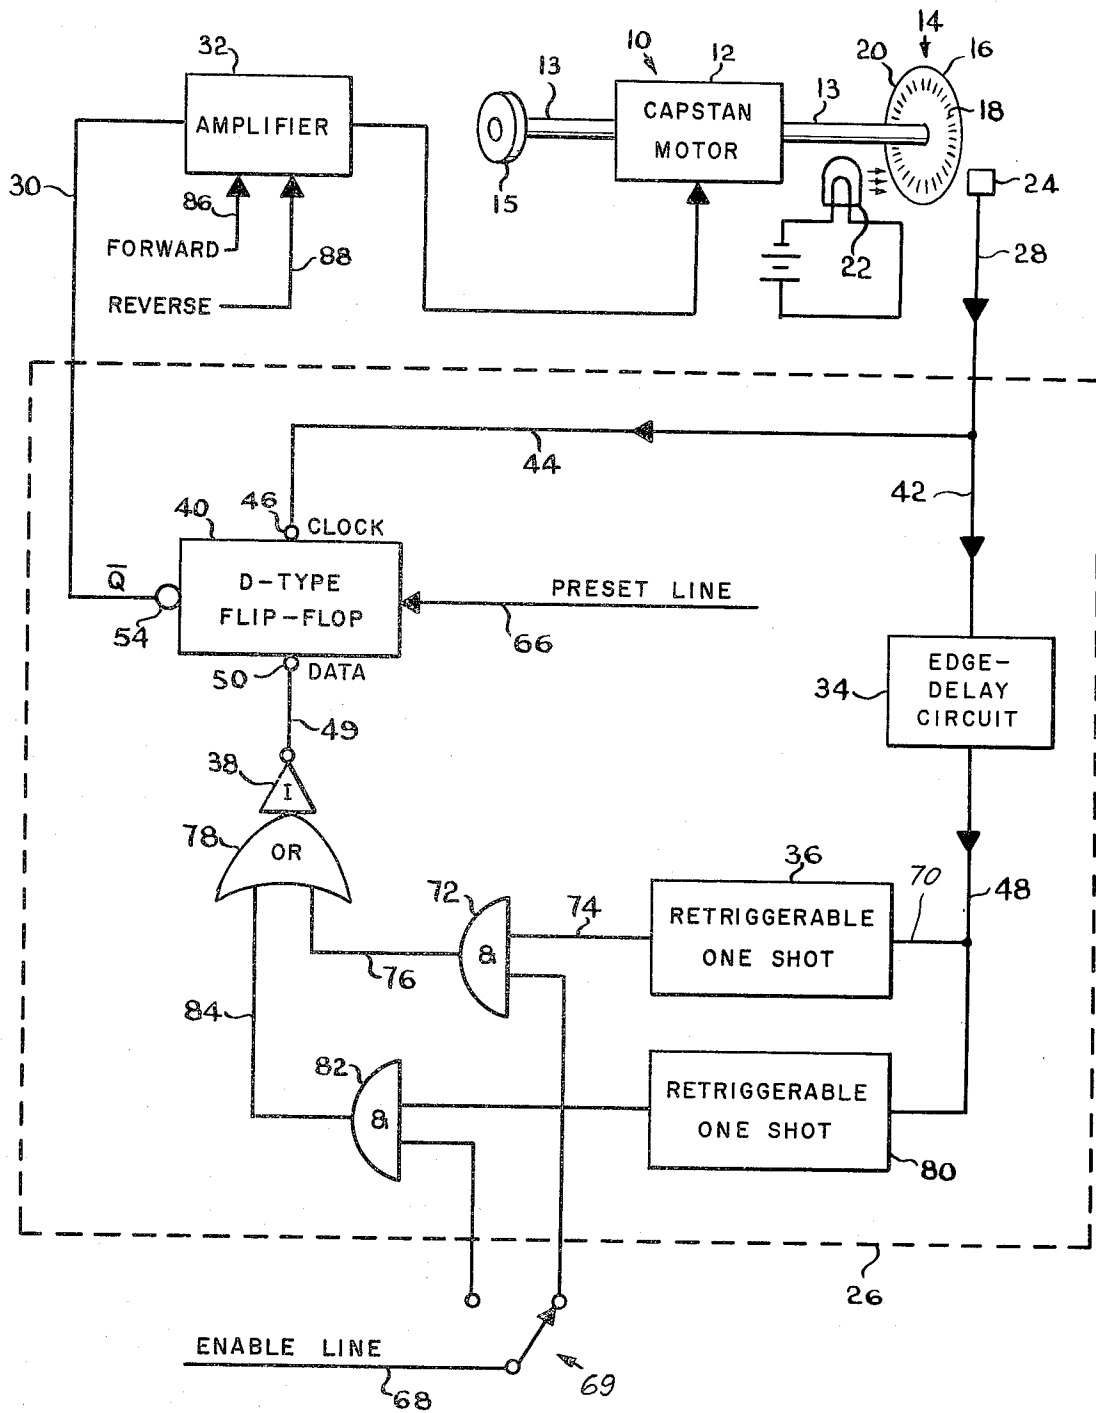 14
32
10
12
20
16
13
13
18
AMPLIFIER
CAPSTAN
MOTOR
30
15
24
86
FORWARD
88
22
28
REVERSE
44
42
46
40
CLOCK
Q̅
D-TYPE
FLIP-FLOP
PRESET LINE
54
66
50
DATA
34
EDGE-
DELAY
CIRCUIT
49
38
I
78
OR
36
72
74
70
48
RETRIGGERABLE
ONE SHOT
&
76
84
82
RETRIGGERABLE
ONE SHOT
&
80
26
ENABLE LINE
69
68